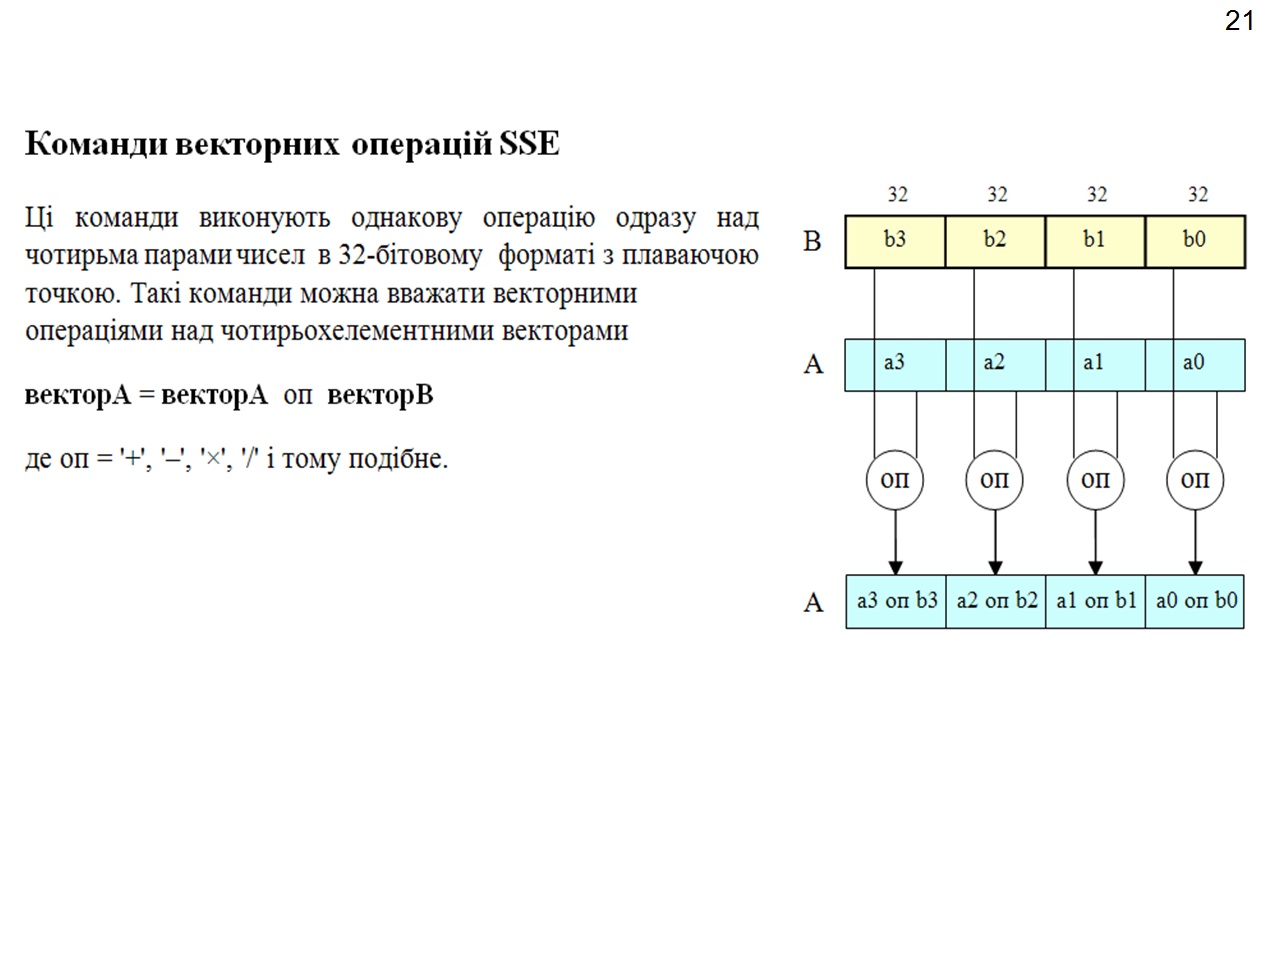 21
Команди векторних операцій SSE
Ці команди виконують однакову операцію одразу над
чотирьма парами чисел в 32-бітовому форматі з плаваючою
точкою. Такі команди можна вважати векторними
операціями над чотирьохелементними векторами
векторА = векторА оп векторВ
де оп = '+', '–', '×', '/' і тому подібне.
32 32 32 32
B b3 b2 b1 b0
A a3 a2 a1 a0
оп оп оп оп
A a3 оп b3 a2 оп b2 a1 оп b1 a0 оп b0